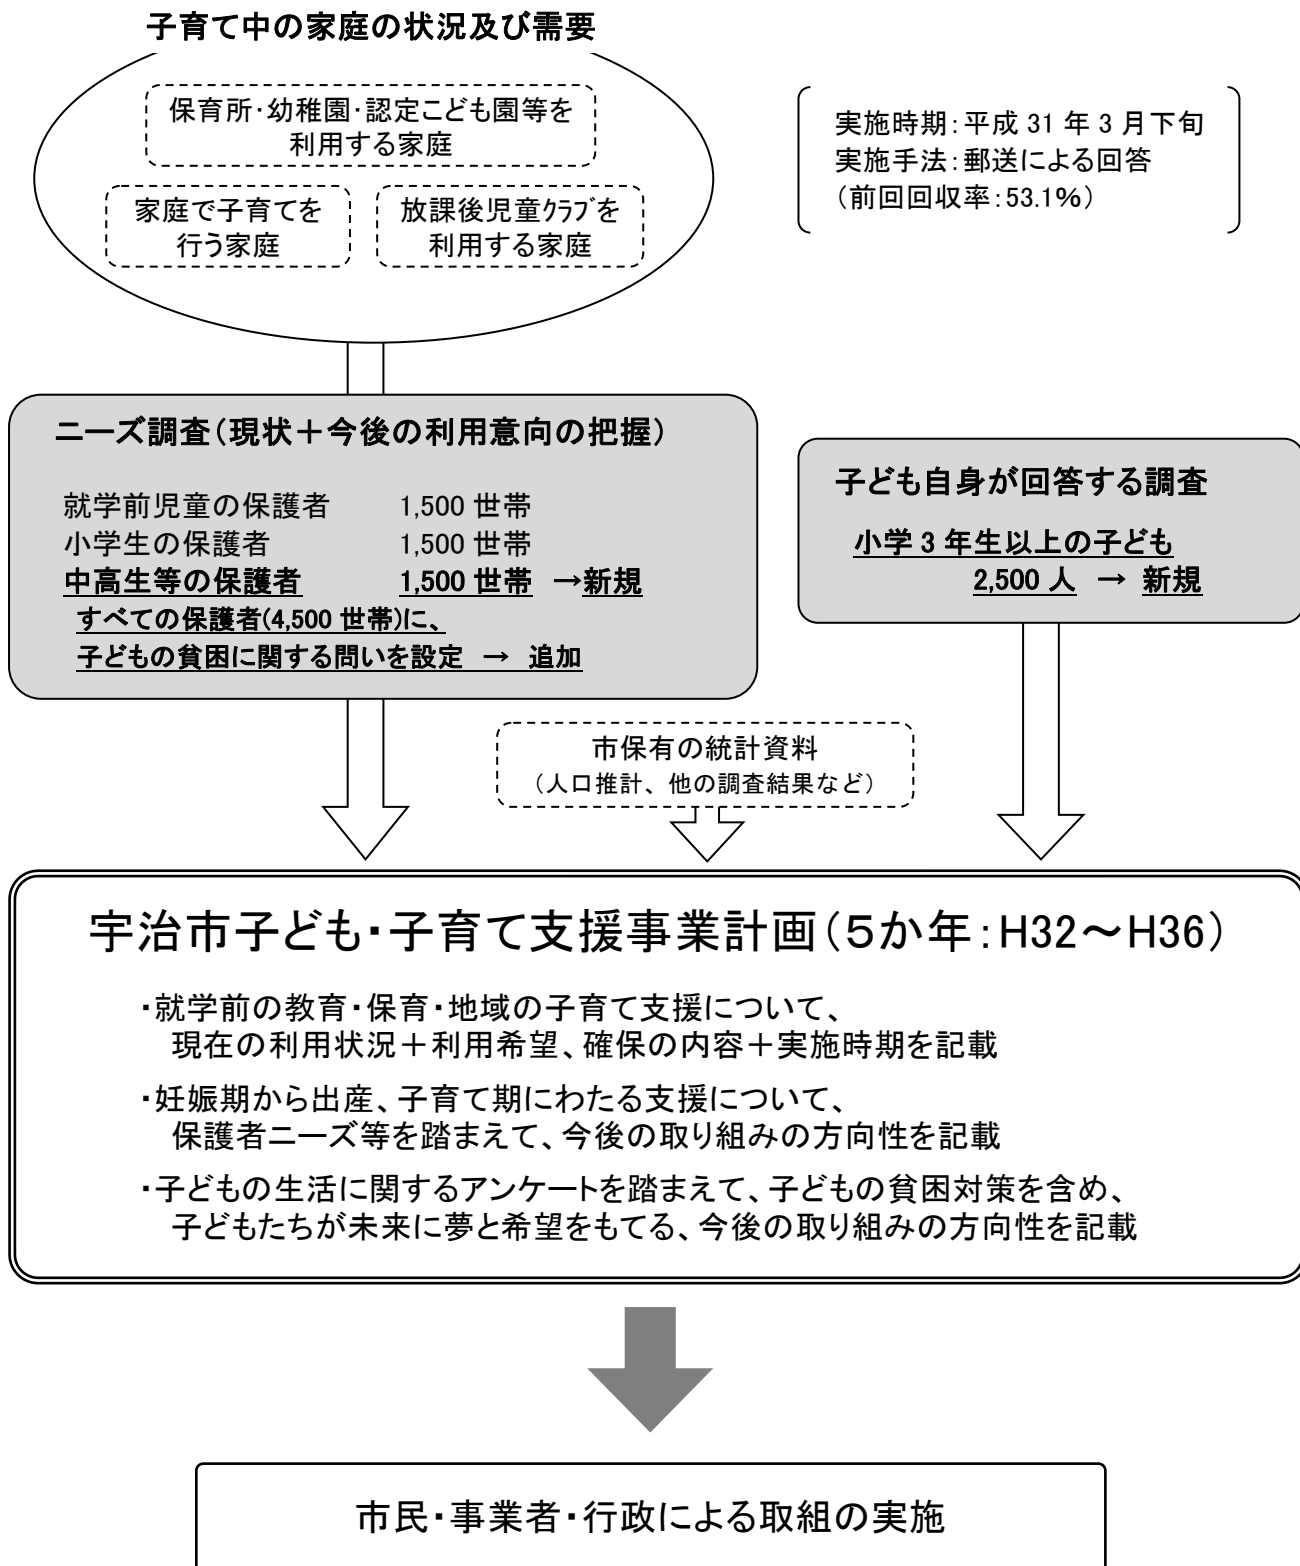 子育て中の家庭の状況及び需要
保育所・幼稚園・認定こども園等を
利用する家庭
家庭で子育てを
行う家庭
放課後児童ｸﾗﾌﾞを
利用する家庭
実施時期：平成 31 年 3 月下旬
実施手法：郵送による回答
（前回回収率：53.1%）
ニーズ調査（現状＋今後の利用意向の把握）
就学前児童の保護者 1,500 世帯
小学生の保護者 1,500 世帯
中高生等の保護者 1,500 世帯 →新規
すべての保護者(4,500 世帯)に、
子どもの貧困に関する問いを設定 → 追加
子ども自身が回答する調査
小学 3 年生以上の子ども
2,500 人 → 新規
市保有の統計資料
（人口推計、他の調査結果など）
宇治市子ども・子育て支援事業計画（５か年：H32～H36）
・就学前の教育・保育・地域の子育て支援について、
現在の利用状況＋利用希望、確保の内容＋実施時期を記載
・妊娠期から出産、子育て期にわたる支援について、
保護者ニーズ等を踏まえて、今後の取り組みの方向性を記載
・子どもの生活に関するアンケートを踏まえて、子どもの貧困対策を含め、
子どもたちが未来に夢と希望をもてる、今後の取り組みの方向性を記載
市民・事業者・行政による取組の実施